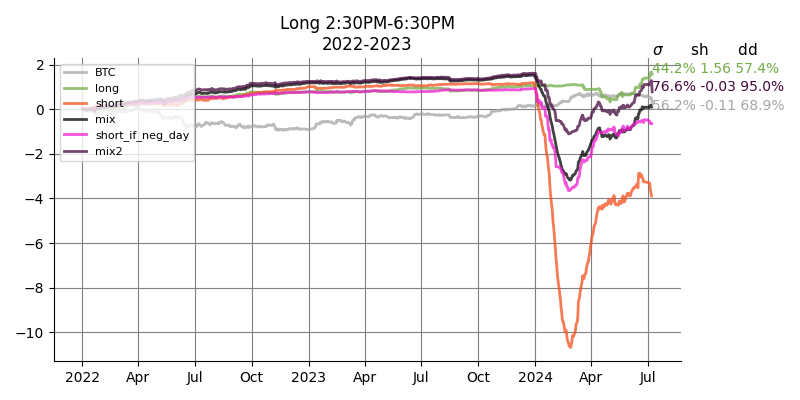 Long 2:30PM-6:30PM
2022-2023
σ sh dd
44.2% 1.56 57.4%
76.6% -0.03 95.0%
56.2% -0.11 68.9%
BTC
long
short
mix
short_if_neg_day
mix2
2
0
−2
−4
−6
−8
−10
2022 Apr Jul Oct 2023 Apr Jul Oct 2024 Apr Jul